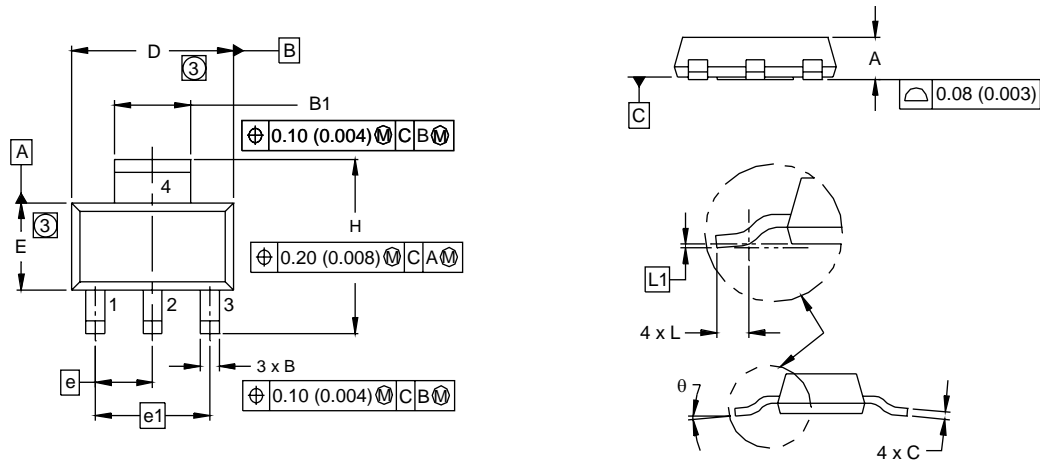 D
③
B
B1
⌖ 0.10 (0.004) Ⓜ C B Ⓜ
A
4
③
E
H
⌖ 0.20 (0.008) Ⓜ C A Ⓜ
1 2 3
e
3 x B
e1
⌖ 0.10 (0.004) Ⓜ C B Ⓜ
A
C
⌓ 0.08 (0.003)
L1
4 x L
θ
4 x C